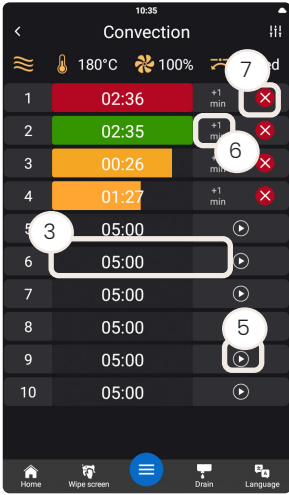 10:35
Convection
180°C 100% ed
7
1 02:36 +1 min
2 02:35 +1 min
6
3 00:26 min
4 01:27 +1 min
3
5 05:00
6 05:00
7 05:00
8 05:00
5
9 05:00
10 05:00
Home Wipe screen Drain Language